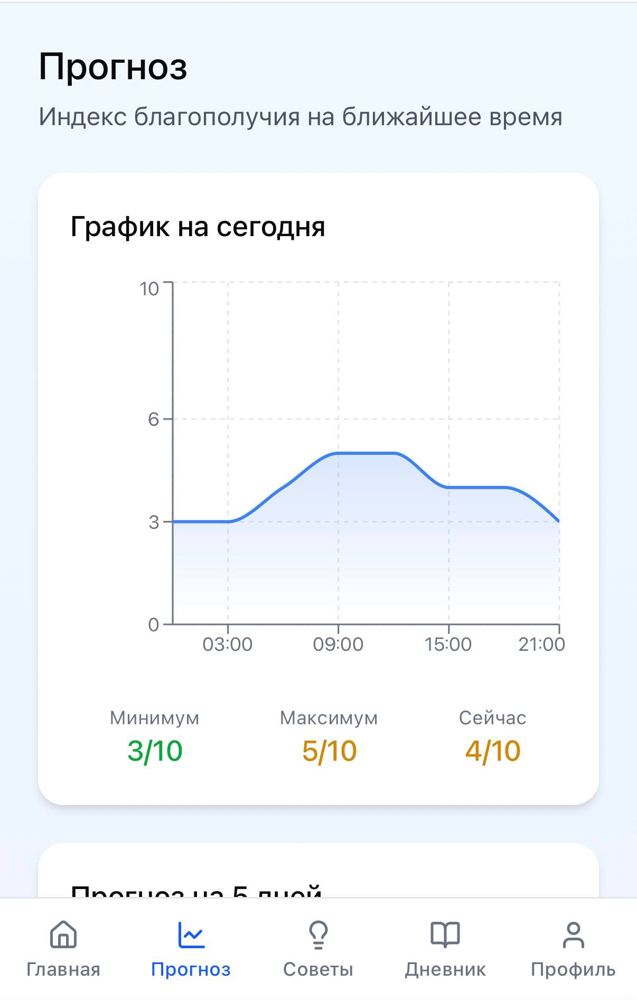 Прогноз
Индекс благополучия на ближайшее время
График на сегодня
10
6
3
0
03:00 09:00 15:00 21:00
Минимум Максимум Сейчас
3/10 5/10 4/10
Прогноз на 5 дней
Главная Прогноз Советы Дневник Профиль